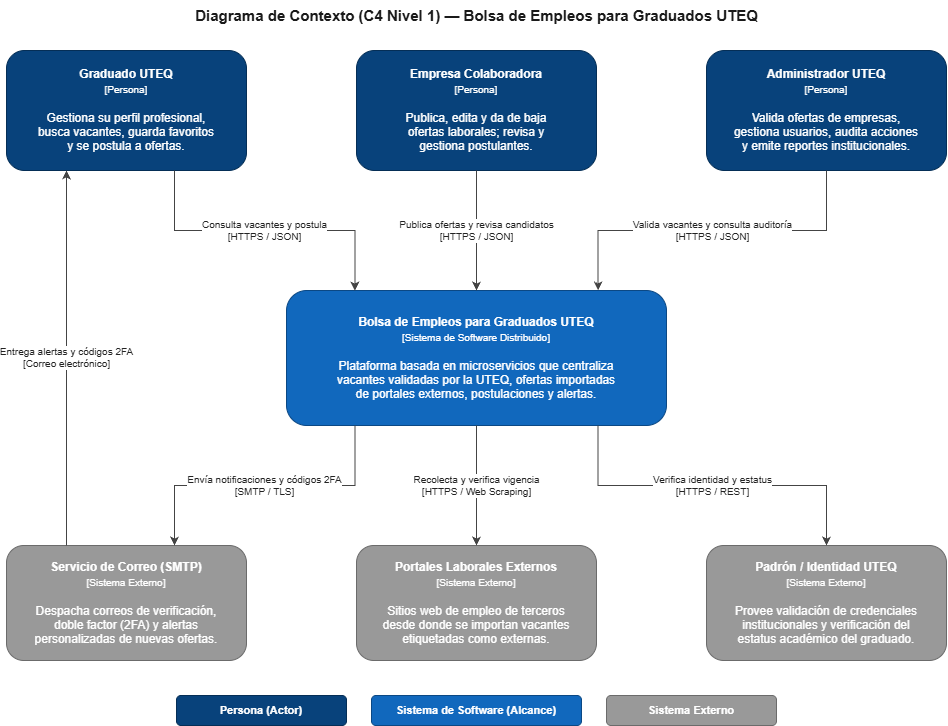 Diagrama de Contexto (C4 Nivel 1) — Bolsa de Empleos para Graduados UTEQ
Graduado UTEQ
[Persona]
Gestiona su perfil profesional,
busca vacantes, guarda favoritos
y se postula a ofertas.
Empresa Colaboradora
[Persona]
Publica, edita y da de baja
ofertas laborales; revisa y
gestiona postulantes.
Administrador UTEQ
[Persona]
Valida ofertas de empresas,
gestiona usuarios, audita acciones
y emite reportes institucionales.
Consulta vacantes y postula
[HTTPS / JSON]
Publica ofertas y revisa candidatos
[HTTPS / JSON]
Valida vacantes y consulta auditoría
[HTTPS / JSON]
Bolsa de Empleos para Graduados UTEQ
[Sistema de Software Distribuido]
Plataforma basada en microservicios que centraliza
vacantes validadas por la UTEQ, ofertas importadas
de portales externos, postulaciones y alertas.
Entrega alertas y códigos 2FA
[Correo electrónico]
Envía notificaciones y códigos 2FA
[SMTP / TLS]
Recolecta y verifica vigencia
[HTTPS / Web Scraping]
Verifica identidad y estatus
[HTTPS / REST]
Servicio de Correo (SMTP)
[Sistema Externo]
Despacha correos de verificación,
doble factor (2FA) y alertas
personalizadas de nuevas ofertas.
Portales Laborales Externos
[Sistema Externo]
Sitios web de empleo de terceros
desde donde se importan vacantes
etiquetadas como externas.
Padrón / Identidad UTEQ
[Sistema Externo]
Provee validación de credenciales
institucionales y verificación del
estatus académico del graduado.
Persona (Actor)
Sistema de Software (Alcance)
Sistema Externo